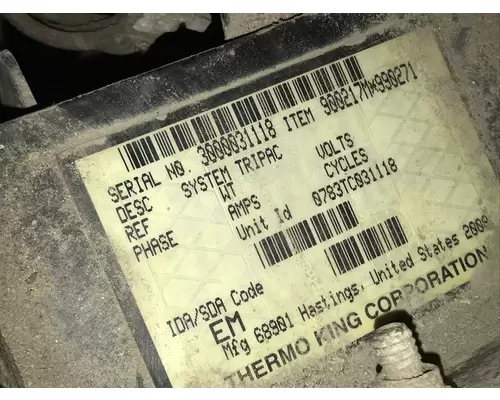 SERIAL NO. 3000031118 ITEM 900217MW990271
DESC SYSTEM TRIPAC
REF WT VOLTS
PHASE AMPS CYCLES
Unit Id 0783TC031118
IDA/SDA Code
EM
Mfg 68901 Hastings, United States 2009
THERMO KING CORPORATION